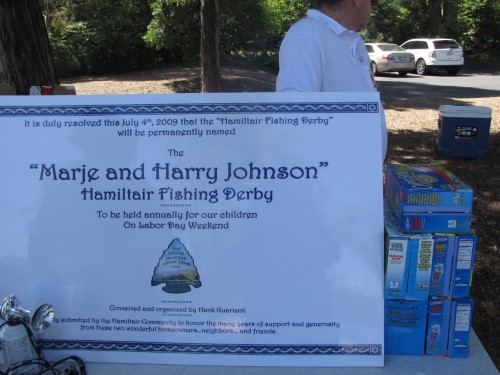 It is duly resolved this July 4th, 2009 that the "Hamiltair Fishing Derby"
will be permanently named
The
"Marje and Harry Johnson"
Hamiltair Fishing Derby
To be held annually for our children
On Labor Day Weekend
Conceived and organized by Hank Guarisni
submitted by the Hamiltair Community to honor the many years of support and generosity
from these two wonderful homeowners...neighbors... and friends.